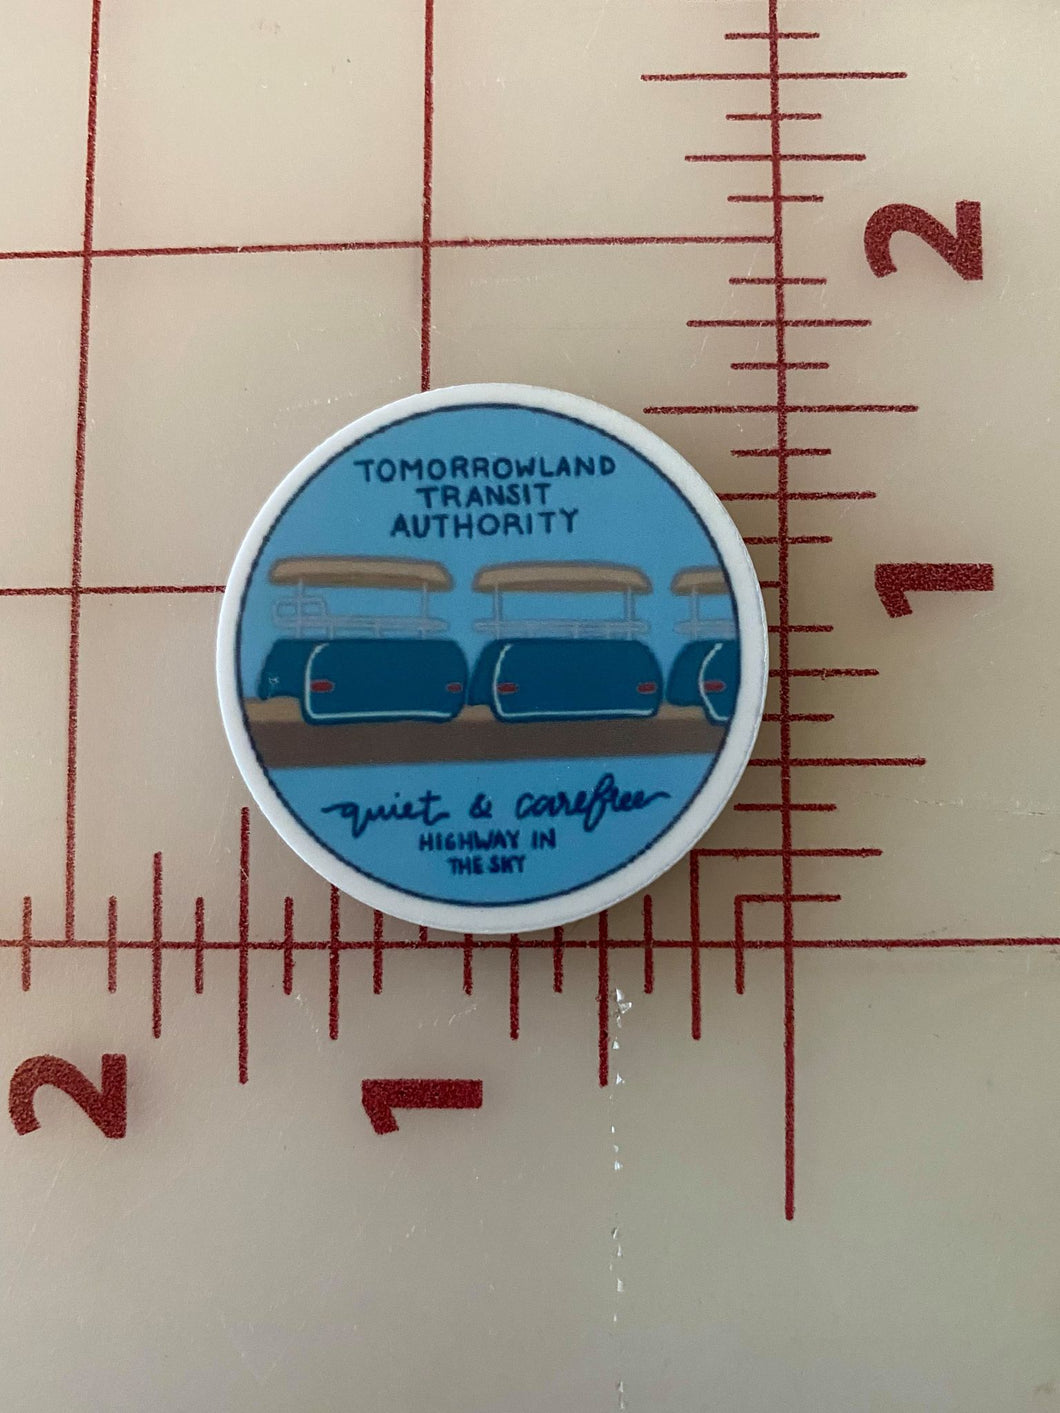 2
TOMORROWLAND
TRANSIT
AUTHORITY
1
quiet & carefree
HIGHWAY IN
THE SKY
2
1